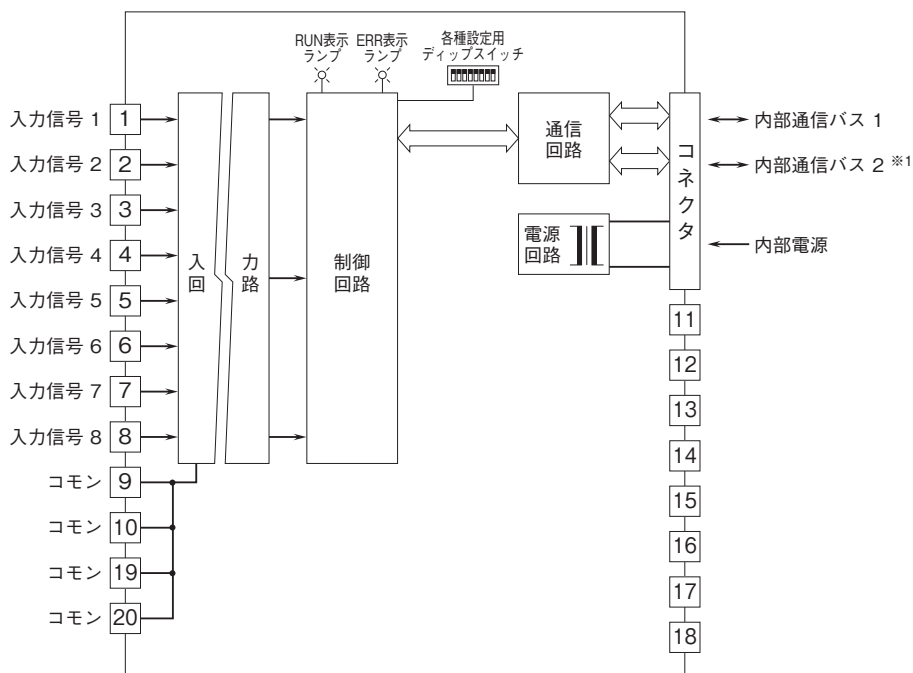 RUN表示
ランプ
ERR表示
ランプ
各種設定用
ディップスイッチ
入力信号 1 1
入力信号 2 2
入力信号 3 3
入力信号 4 4
入力信号 5 5
入力信号 6 6
入力信号 7 7
入力信号 8 8
コモン 9
コモン 10
コモン 19
コモン 20
入力
回路
制御
回路
通信
回路
電源
回路
コネクタ
内部通信バス 1
内部通信バス 2 ※1
内部電源
11
12
13
14
15
16
17
18